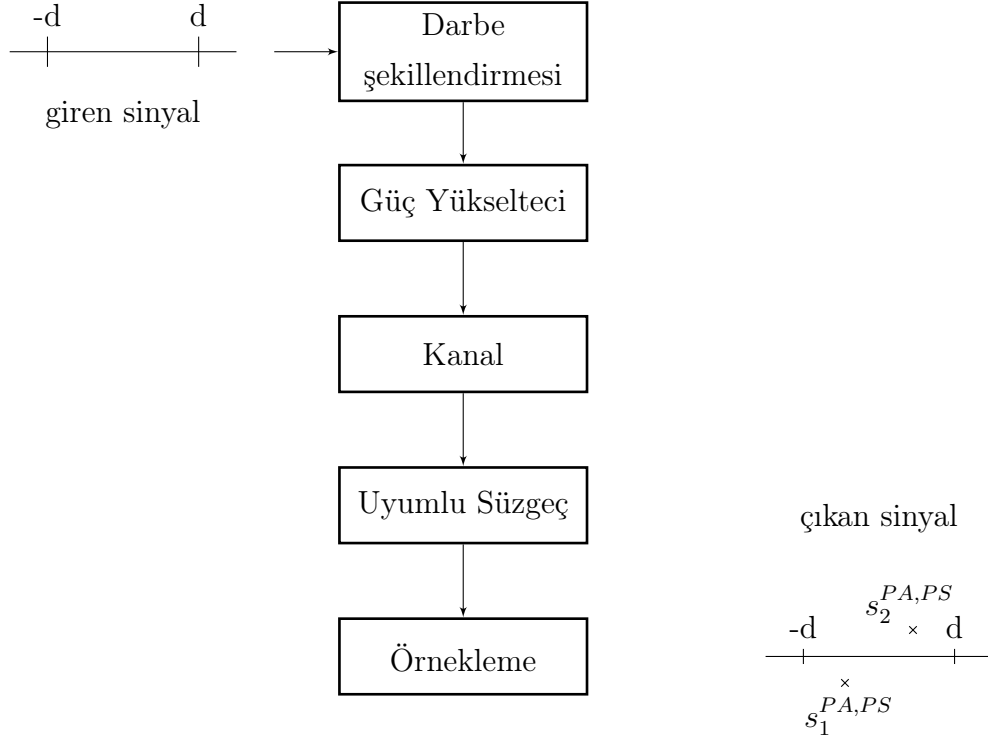 -d d
giren sinyal
Darbe
şekillendirmesi
Güç Yükselteci
Kanal
Uyumlu Süzgeç
Örnekleme
çıkan sinyal
s_2^{PA,PS}
-d d
s_1^{PA,PS}